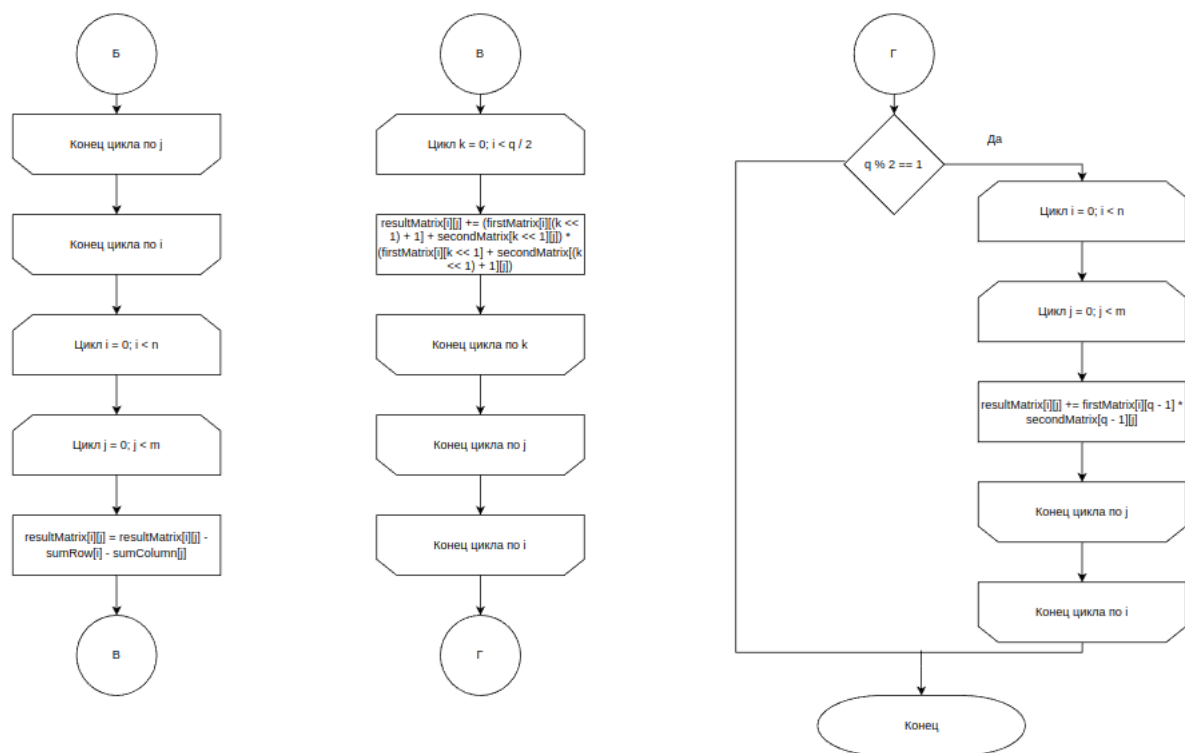 Б
Конец цикла по j
Конец цикла по i
Цикл i = 0; i < n
Цикл j = 0; j < m
resultMatrix[i][j] = resultMatrix[i][j] -
sumRow[i] - sumColumn[j]
В
В
Цикл k = 0; i < q / 2
resultMatrix[i][j] += (firstMatrix[i][(k <<
1) + 1] + secondMatrix[k << 1][j]) *
(firstMatrix[i][k << 1] + secondMatrix[(k
<< 1) + 1][j])
Конец цикла по k
Конец цикла по j
Конец цикла по i
Г
Г
q % 2 == 1
Да
Цикл i = 0; i < n
Цикл j = 0; j < m
resultMatrix[i][j] += firstMatrix[i][q - 1] *
secondMatrix[q - 1][j]
Конец цикла по j
Конец цикла по i
Конец